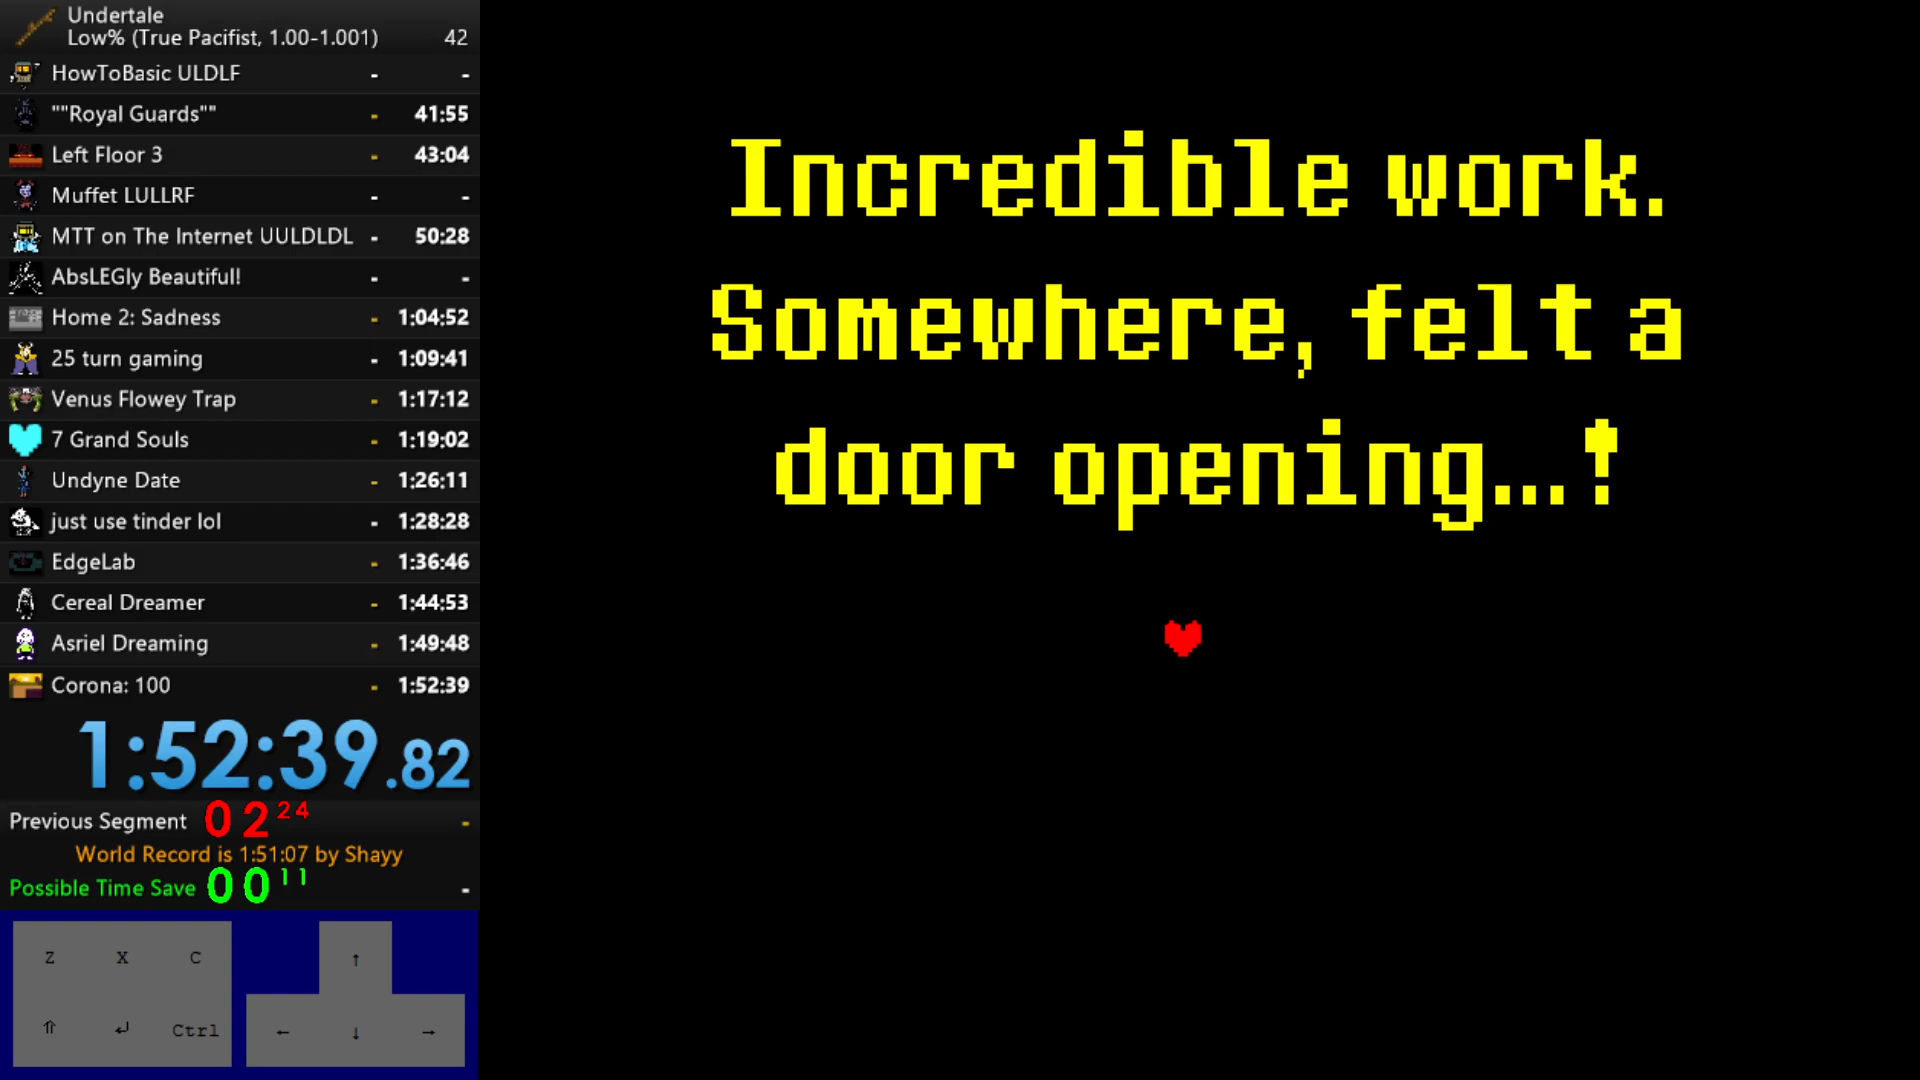 Undertale
Low% (True Pacifist, 1.00-1.001) 42
HowToBasic ULDLF - -
""Royal Guards"" - 41:55
Left Floor 3 - 43:04
Muffet LULLRF - -
MTT on The Internet UULDLDL - 50:28
AbsLEGly Beautiful! - -
Home 2: Sadness - 1:04:52
25 turn gaming - 1:09:41
Venus Flowey Trap - 1:17:12
7 Grand Souls - 1:19:02
Undyne Date - 1:26:11
just use tinder lol - 1:28:28
EdgeLab - 1:36:46
Cereal Dreamer - 1:44:53
Asriel Dreaming - 1:49:48
Corona: 100 - 1:52:39
1:52:39.82
Previous Segment 02 24 -
World Record is 1:51:07 by Shayy
Possible Time Save 00 11 -
Z X C ↑
⇑ ↵ Ctrl ← ↓ →
Incredible work.
Somewhere, felt a
door opening...!